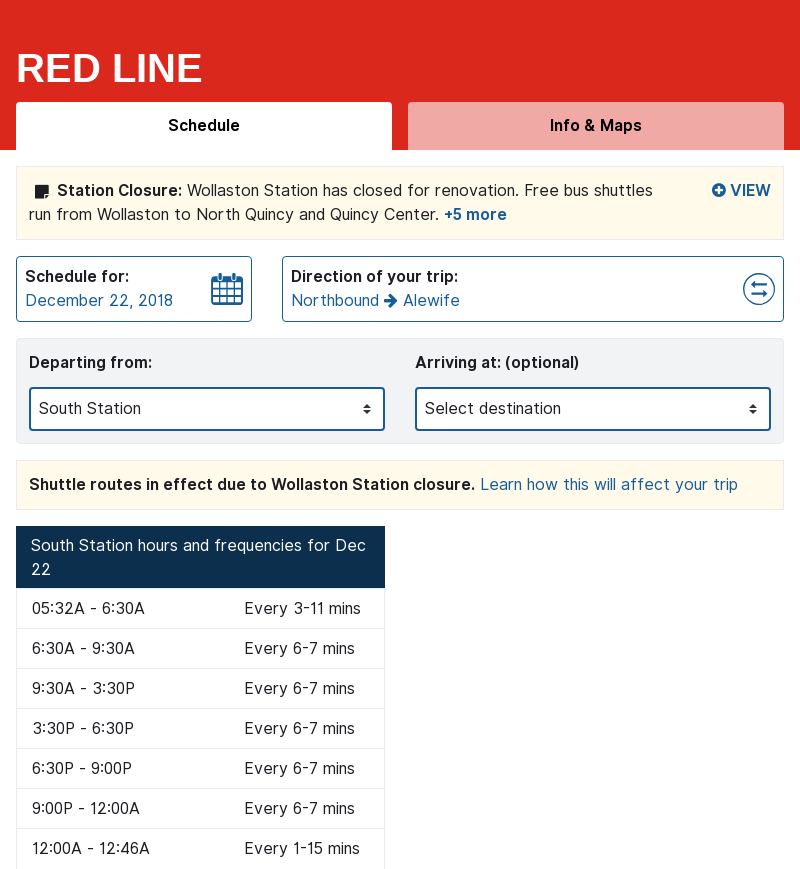 RED LINE
Schedule
Info & Maps
Station Closure: Wollaston Station has closed for renovation. Free bus shuttles
run from Wollaston to North Quincy and Quincy Center. +5 more
VIEW
Schedule for:
December 22, 2018
Direction of your trip:
Northbound Alewife
Departing from:
South Station
Arriving at: (optional)
Select destination
Shuttle routes in effect due to Wollaston Station closure. Learn how this will affect your trip
South Station hours and frequencies for Dec
22
05:32A - 6:30A Every 3-11 mins
6:30A - 9:30A Every 6-7 mins
9:30A - 3:30P Every 6-7 mins
3:30P - 6:30P Every 6-7 mins
6:30P - 9:00P Every 6-7 mins
9:00P - 12:00A Every 6-7 mins
12:00A - 12:46A Every 1-15 mins